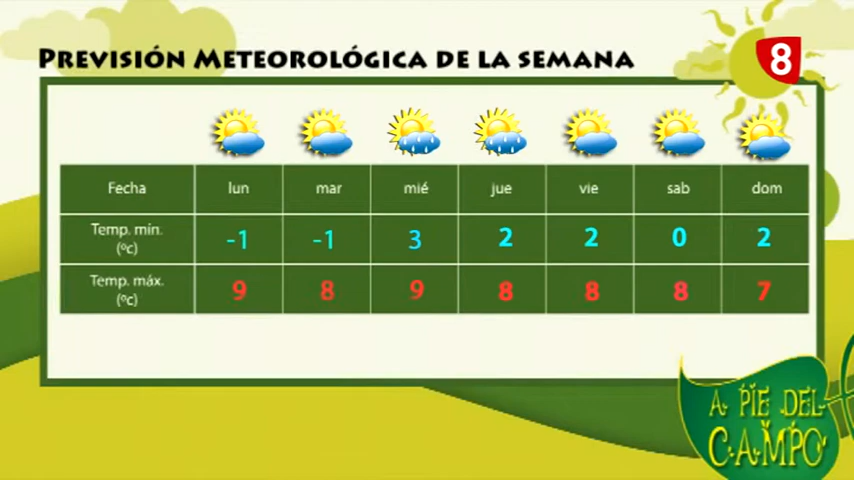 Previsión Meteorológica de la semana
8
Fecha lun mar mié jue vie sab dom
Temp. mín.
(ºc) -1 -1 3 2 2 0 2
Temp. máx.
(ºc) 9 8 9 8 8 8 7
A PIE DEL
CAMPO